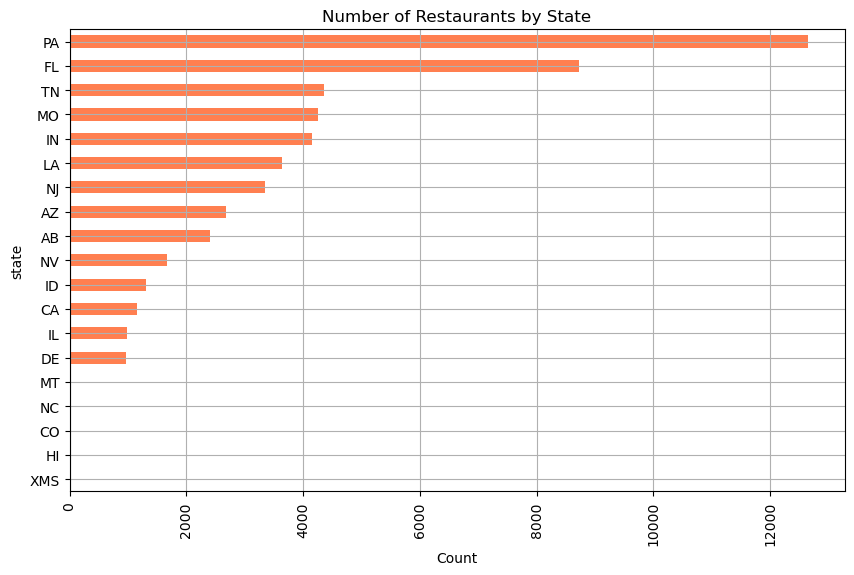 Number of Restaurants by State
PA
FL
TN
MO
IN
LA
NJ
AZ
AB
NV
ID
CA
IL
DE
MT
NC
CO
HI
XMS
state
0 2000 4000 6000 8000 10000 12000
Count